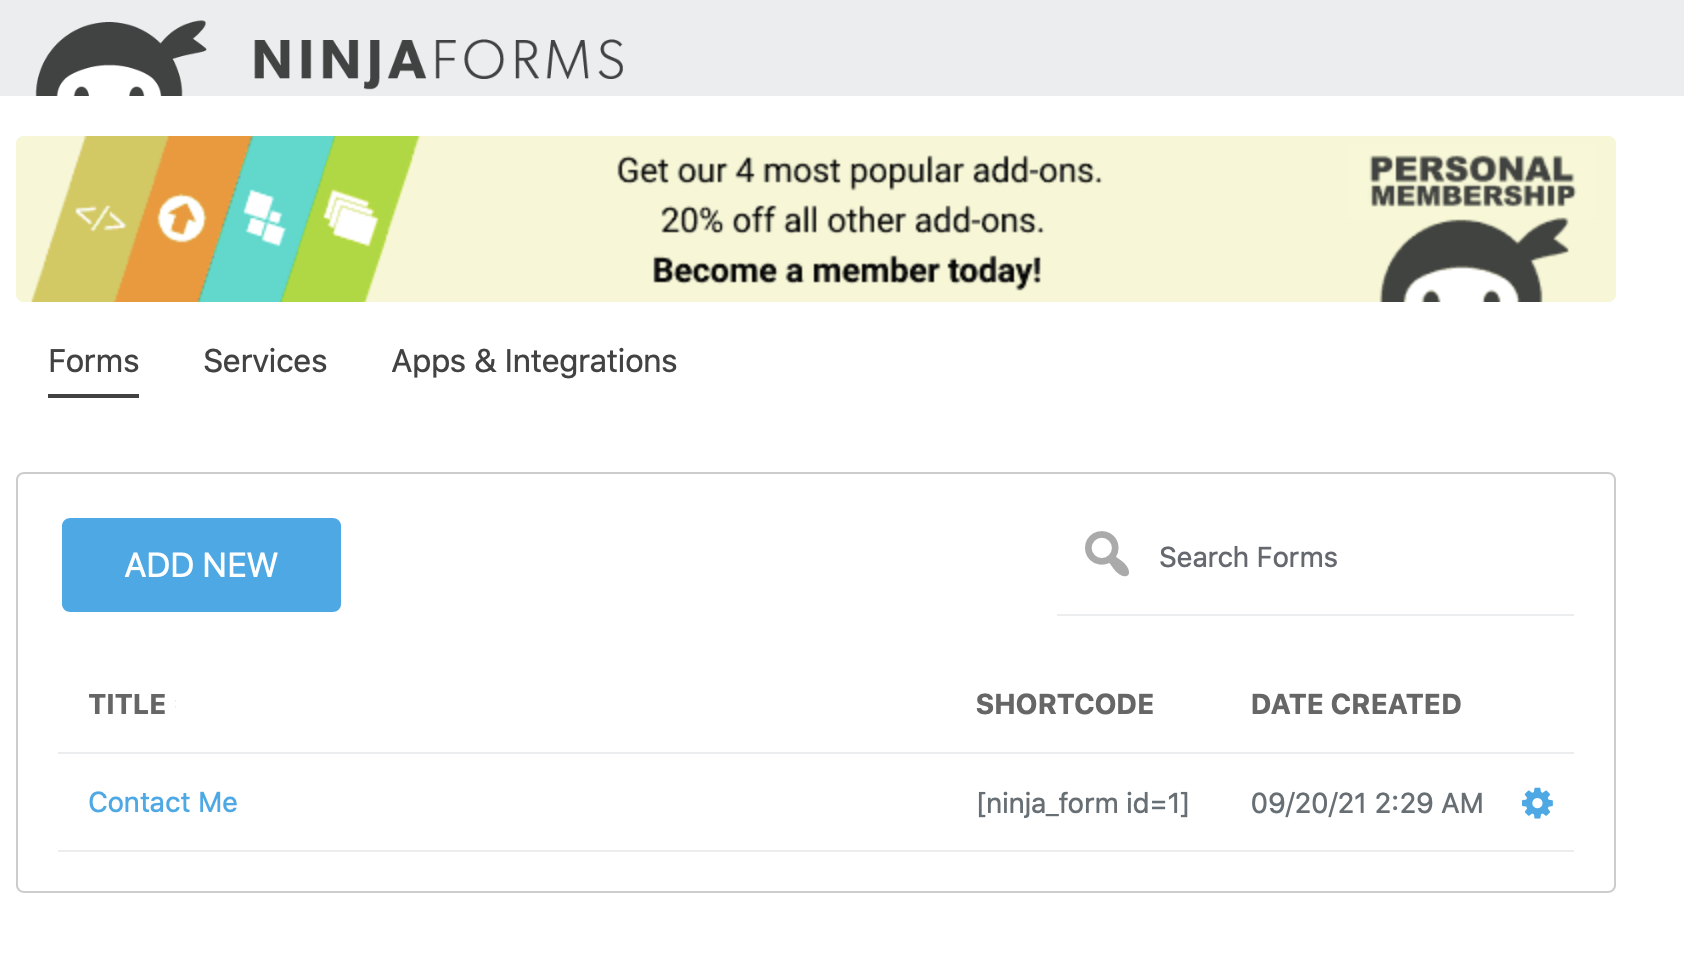 NINJAFORMS
Get our 4 most popular add-ons.
20% off all other add-ons.
Become a member today!
PERSONAL
MEMBERSHIP
Forms Services Apps & Integrations
ADD NEW
Search Forms
TITLE SHORTCODE DATE CREATED
Contact Me [ninja_form id=1] 09/20/21 2:29 AM